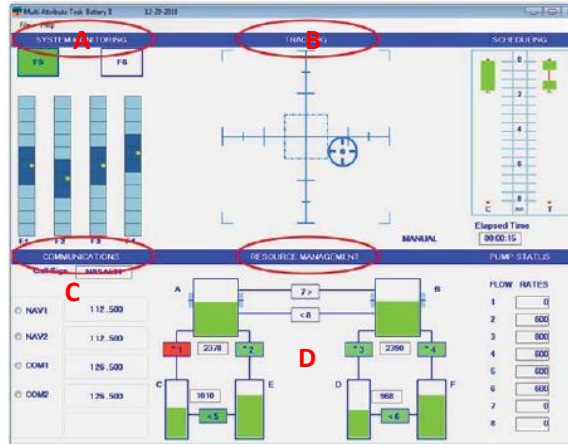 Multi Attribute Task Battery II 12-20-2010
File Help
SYSTEM MONITORING
TRACKING
SCHEDULING
A
B
F5
F6
0
2
4
6
8
F1 F2 F3 F4
C T
MANUAL
Elapsed Time
00:00:15
COMMUNICATIONS
RESOURCE MANAGEMENT
PUMP STATUS
Call Sign
C
A
B
7 >
< 8
FLOW RATES
NAV1 112.500
NAV2 112.500
COM1 126.500
COM2 126.500
^ 1
2378
^ 2
^ 3
2390
^ 4
D
C
1010
E
D
968
F
< 5
< 6
1 0
2 600
3 800
4 600
5 600
6 600
7 0
8 0